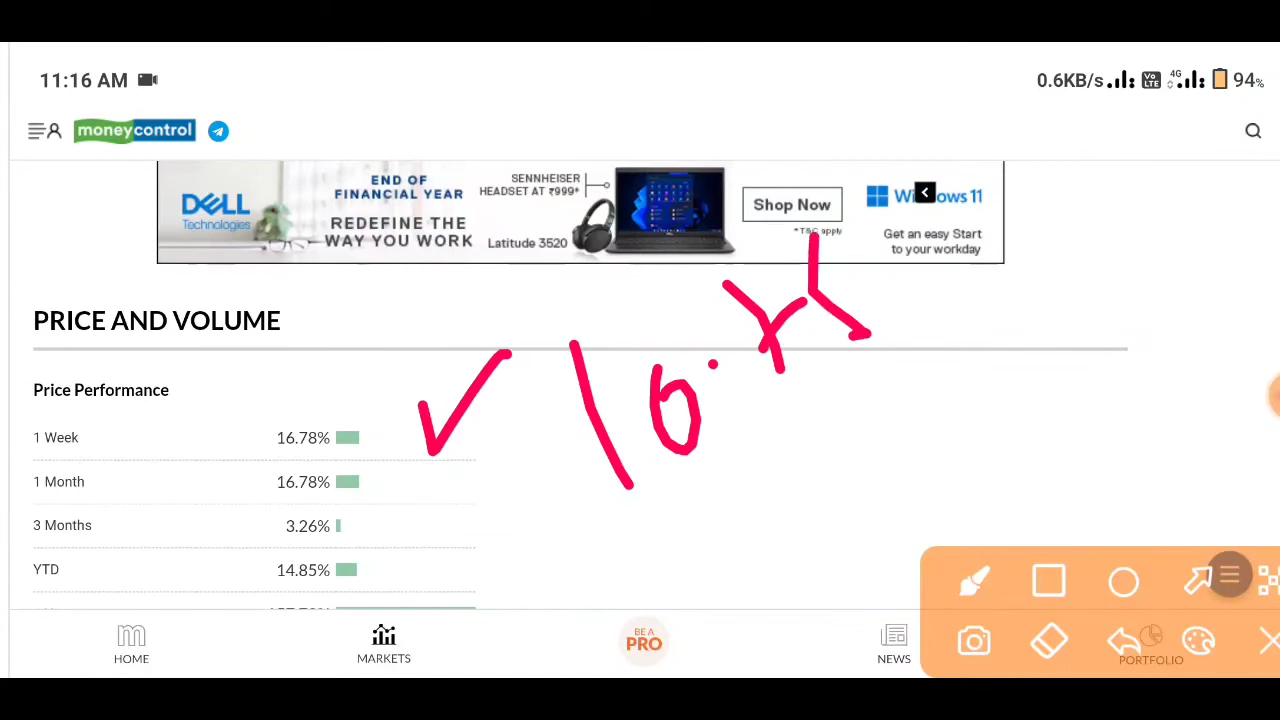 11:16 AM
0.6KB/s Vo LTE 4G 94%
moneycontrol
DELL Technologies
END OF FINANCIAL YEAR
REDEFINE THE WAY YOU WORK
SENNHEISER HEADSET AT ₹999*
Latitude 3520
Shop Now
*T&C apply
11
Get an easy Start to your workday
PRICE AND VOLUME
Price Performance
1 Week 16.78%
1 Month 16.78%
3 Months 3.26%
YTD 14.85%
HOME
MARKETS
BE A PRO
NEWS
PORTFOLIO